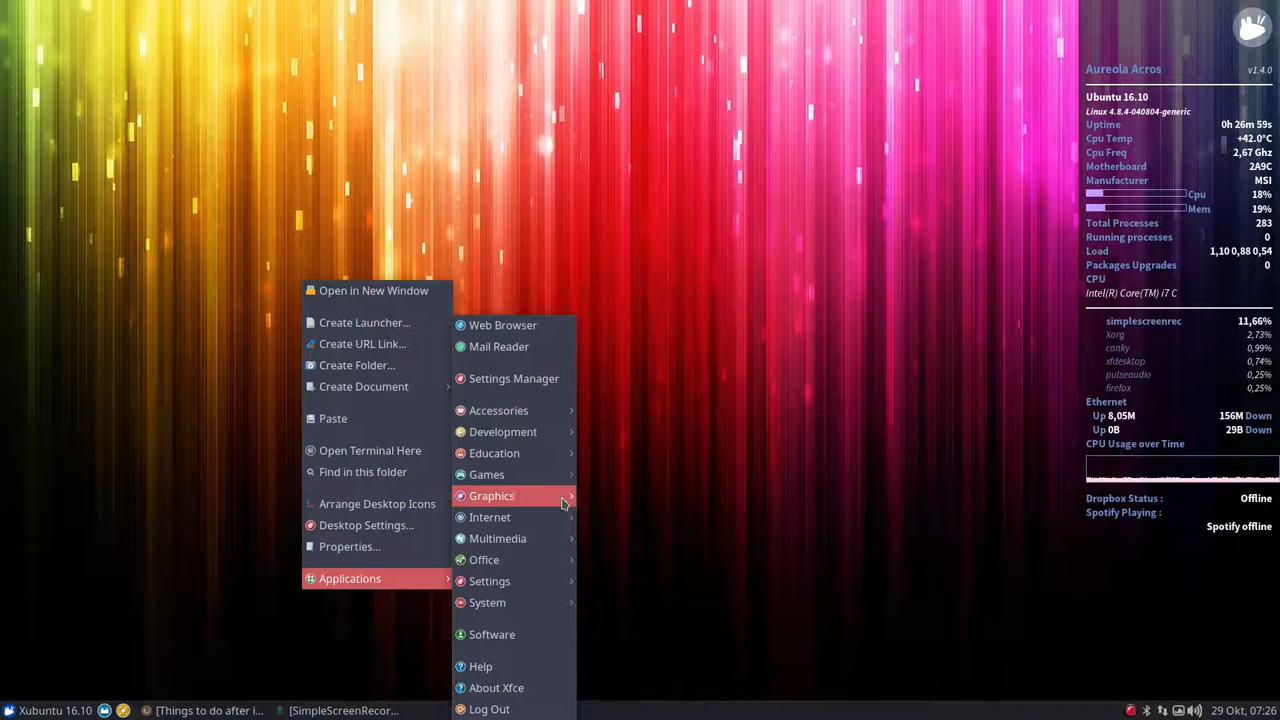 Open in New Window
Create Launcher...
Create URL Link...
Create Folder...
Create Document
Paste
Open Terminal Here
Find in this folder
Arrange Desktop Icons
Desktop Settings...
Properties...
Applications
Web Browser
Mail Reader
Settings Manager
Accessories
Development
Education
Games
Graphics
Internet
Multimedia
Office
Settings
System
Software
Help
About Xfce
Log Out
Aureola Acros v1.4.0
Ubuntu 16.10
Linux 4.8.4-040804-generic
Uptime 0h 26m 59s
Cpu Temp +42.0°C
Cpu Freq 2,67 Ghz
Motherboard 2A9C
Manufacturer MSI
Cpu 18%
Mem 19%
Total Processes 283
Running processes 0
Load 1,10 0,88 0,54
Packages Upgrades 0
CPU
Intel(R) Core(TM) i7 C
simplescreenrec 11,66%
Xorg 2,73%
conky 0,99%
xfdesktop 0,74%
pulseaudio 0,25%
firefox 0,25%
Ethernet
Up 8,05M 156M Down
Up 0B 29B Down
CPU Usage over Time
Dropbox Status : Offline
Spotify Playing :
Spotify offline
Xubuntu 16.10 [Things to do after i... [SimpleScreenRecor... 29 Okt, 07:26